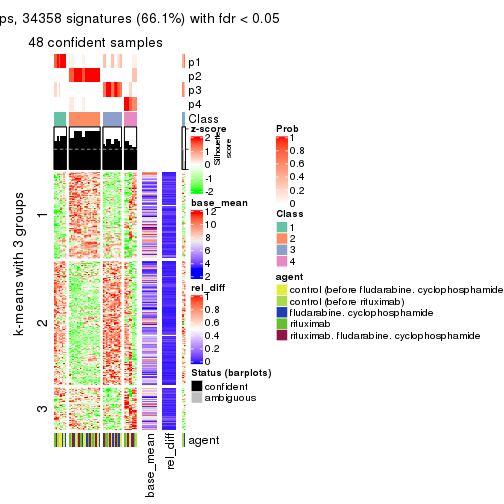 ps, 34358 signatures (66.1%) with fdr < 0.05
48 confident samples
p1
p2
p3
p4
Class
z-score
2
1
0
-1
-2
Silhouette
score
base_mean
12
10
8
6
4
2
rel_diff
1
0.8
0.6
0.4
0.2
0
Status (barplots)
confident
ambiguous
Prob
1
0.8
0.6
0.4
0.2
0
Class
1
2
3
4
agent
control (before fludarabine. cyclophosphamide
control (before rituximab)
fludarabine. cyclophosphamide
rituximab
rituximab. fludarabine. cyclophosphamide
k-means with 3 groups
1
2
3
agent
base_mean
rel_diff